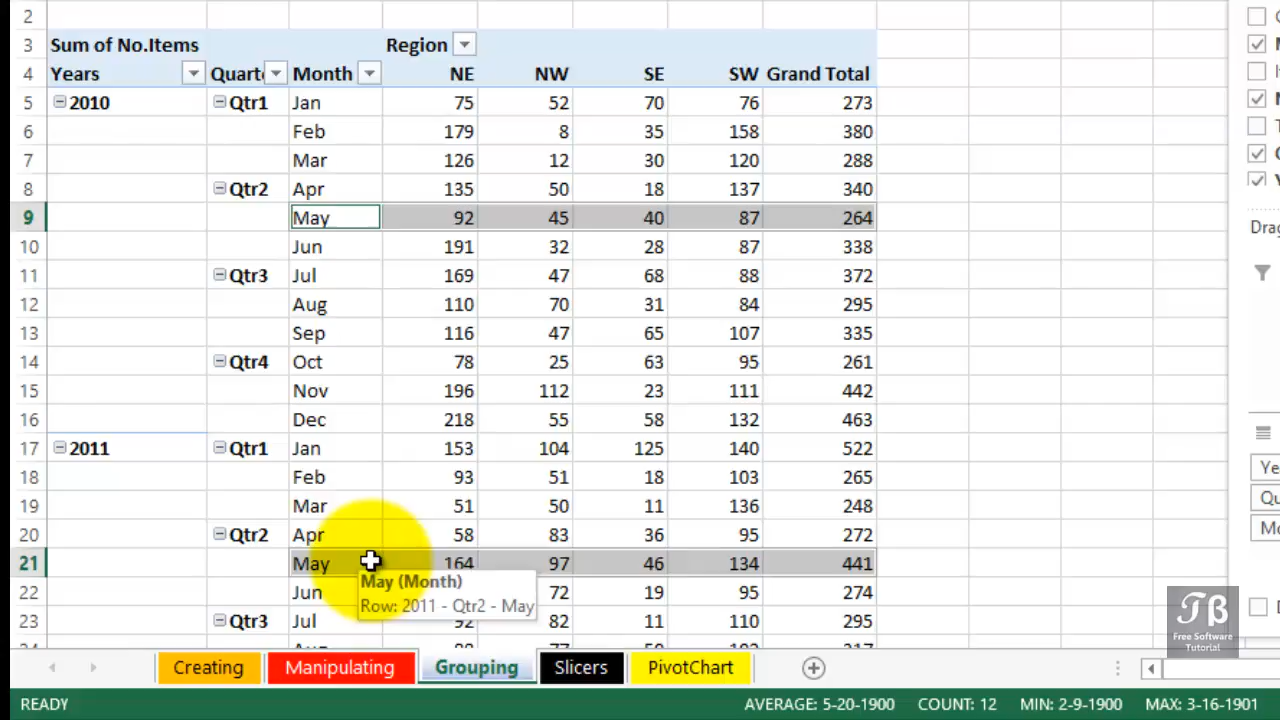 2
3 Sum of No.Items Region
4 Years Quart Month NE NW SE SW Grand Total
5 2010 Qtr1 Jan 75 52 70 76 273
6 Feb 179 8 35 158 380
7 Mar 126 12 30 120 288
8 Qtr2 Apr 135 50 18 137 340
9 May 92 45 40 87 264
10 Jun 191 32 28 87 338
11 Qtr3 Jul 169 47 68 88 372
12 Aug 110 70 31 84 295
13 Sep 116 47 65 107 335
14 Qtr4 Oct 78 25 63 95 261
15 Nov 196 112 23 111 442
16 Dec 218 55 58 132 463
17 2011 Qtr1 Jan 153 104 125 140 522
18 Feb 93 51 18 103 265
19 Mar 51 50 11 136 248
20 Qtr2 Apr 58 83 36 95 272
21 May 164 97 46 134 441
May (Month)
22 Jun 72 19 95 274
Row: 2011 - Qtr2 - May
23 Qtr3 Jul 92 82 11 110 295
Drag
Ye
Qu
Mo
TB
Free Software
Tutorial
Creating Manipulating Grouping Slicers PivotChart
READY AVERAGE: 5-20-1900 COUNT: 12 MIN: 2-9-1900 MAX: 3-16-1901